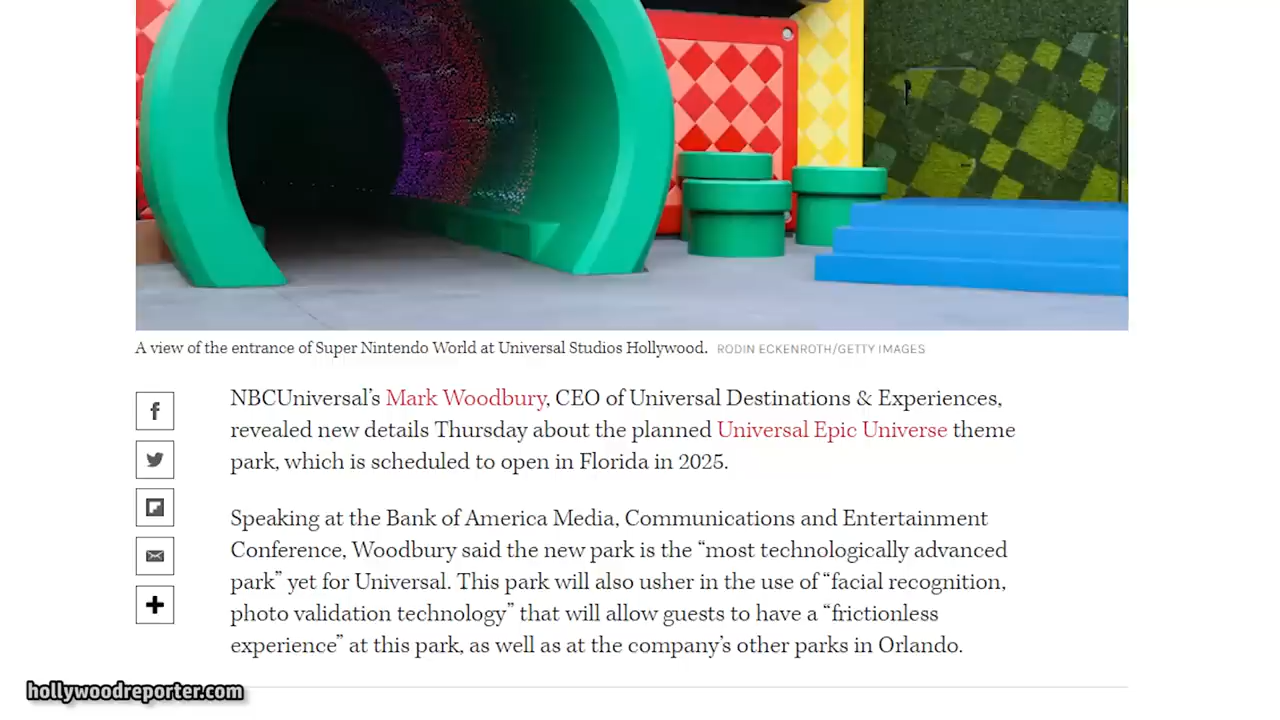 A view of the entrance of Super Nintendo World at Universal Studios Hollywood. RODIN ECKENROTH/GETTY IMAGES
NBCUniversal’s Mark Woodbury, CEO of Universal Destinations & Experiences,
revealed new details Thursday about the planned Universal Epic Universe theme
park, which is scheduled to open in Florida in 2025.
Speaking at the Bank of America Media, Communications and Entertainment
Conference, Woodbury said the new park is the “most technologically advanced
park” yet for Universal. This park will also usher in the use of “facial recognition,
photo validation technology” that will allow guests to have a “frictionless
experience” at this park, as well as at the company’s other parks in Orlando.
hollywoodreporter.com